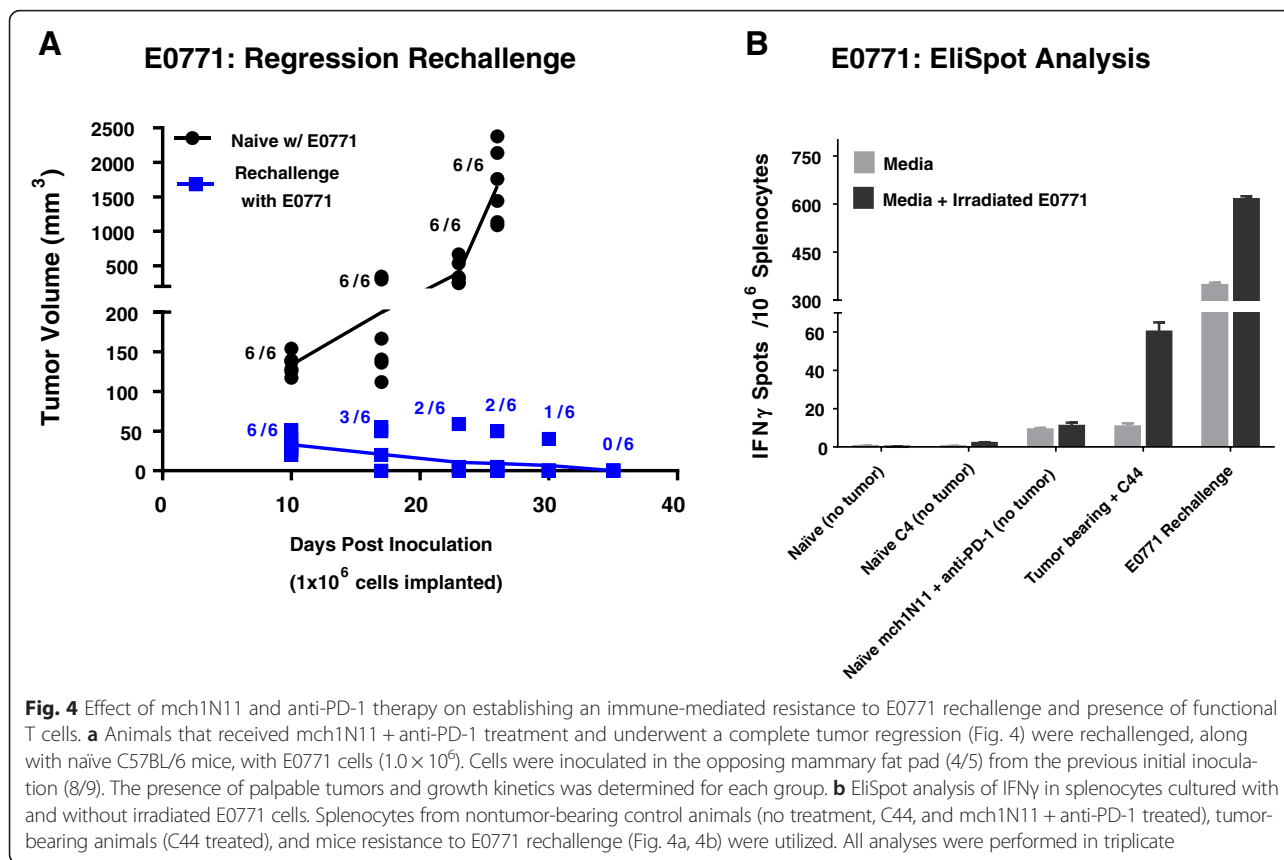 A
E0771: Regression Rechallenge
Tumor Volume (mm3)
2500
2000
1500
1000
500
200
150
100
50
0
Naive w/ E0771
Rechallenge
with E0771
6/6
6/6
6/6
6/6
6/6
3/6
2/6
2/6
1/6
0/6
0
10
20
30
40
Days Post Inoculation
(1x10^6 cells implanted)
B
E0771: EliSpot Analysis
IFNγ Spots /10^6 Splenocytes
750
600
450
300
60
40
20
0
Media
Media + Irradiated E0771
Naïve (no tumor)
Naïve C4 (no tumor)
Naïve mch1N11 + anti-PD-1 (no tumor)
Tumor bearing + C44
E0771 Rechallenge
Fig. 4 Effect of mch1N11 and anti-PD-1 therapy on establishing an immune-mediated resistance to E0771 rechallenge and presence of functional
T cells. a Animals that received mch1N11 + anti-PD-1 treatment and underwent a complete tumor regression (Fig. 4) were rechallenged, along
with naïve C57BL/6 mice, with E0771 cells (1.0 × 10^6). Cells were inoculated in the opposing mammary fat pad (4/5) from the previous initial inocula-
tion (8/9). The presence of palpable tumors and growth kinetics was determined for each group. b EliSpot analysis of IFNγ in splenocytes cultured with
and without irradiated E0771 cells. Splenocytes from nontumor-bearing control animals (no treatment, C44, and mch1N11 + anti-PD-1 treated), tumor-
bearing animals (C44 treated), and mice resistance to E0771 rechallenge (Fig. 4a, 4b) were utilized. All analyses were performed in triplicate